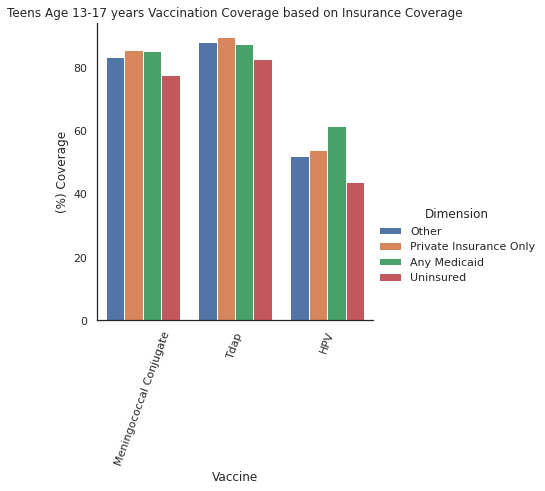 Teens Age 13-17 years Vaccination Coverage based on Insurance Coverage
80
60
40
20
0
(%) Coverage
Meningococcal Conjugate
Tdap
HPV
Vaccine
Dimension
Other
Private Insurance Only
Any Medicaid
Uninsured